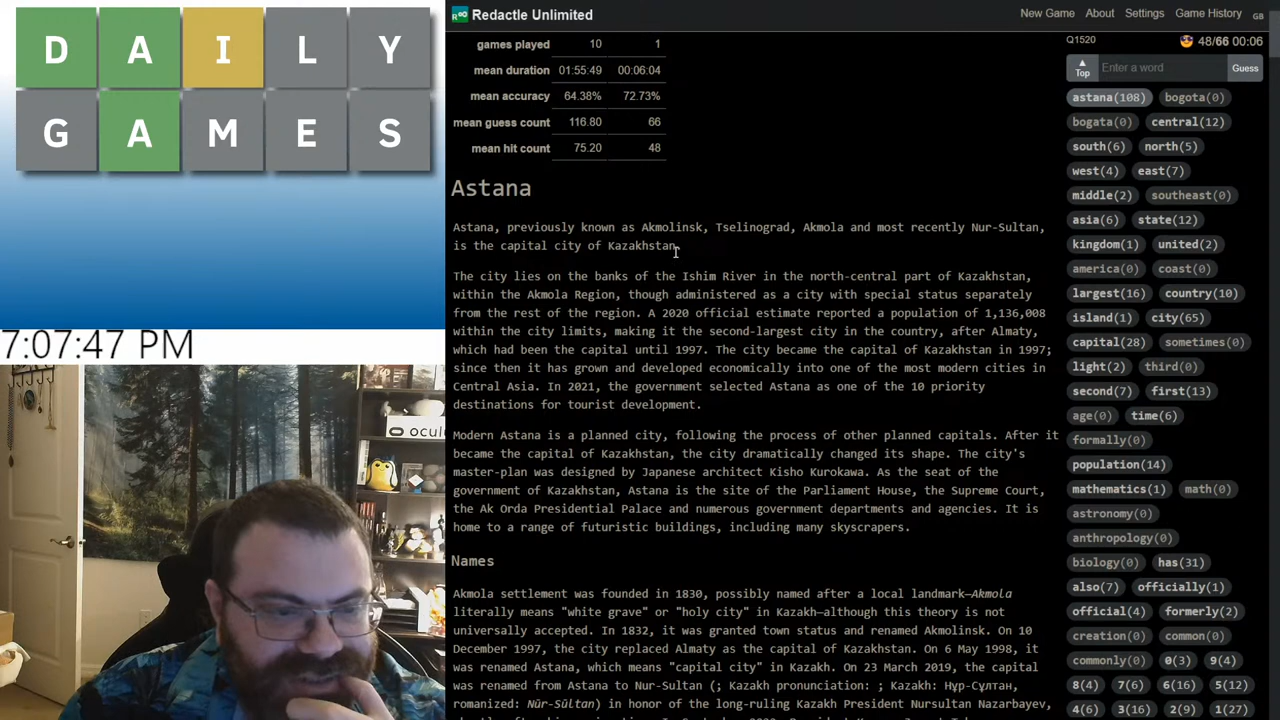 DAILY
GAMES
7:07:47 PM
ocul
Redactle Unlimited
New Game About Settings Game History GB
games played 10 1
mean duration 01:55:49 00:06:04
mean accuracy 64.38% 72.73%
mean guess count 116.80 66
mean hit count 75.20 48
Astana
Astana, previously known as Akmolinsk, Tselinograd, Akmola and most recently Nur-Sultan,
is the capital city of Kazakhstan.
The city lies on the banks of the Ishim River in the north-central part of Kazakhstan,
within the Akmola Region, though administered as a city with special status separately
from the rest of the region. A 2020 official estimate reported a population of 1,136,008
within the city limits, making it the second-largest city in the country, after Almaty,
which had been the capital until 1997. The city became the capital of Kazakhstan in 1997;
since then it has grown and developed economically into one of the most modern cities in
Central Asia. In 2021, the government selected Astana as one of the 10 priority
destinations for tourist development.
Modern Astana is a planned city, following the process of other planned capitals. After it
became the capital of Kazakhstan, the city dramatically changed its shape. The city's
master-plan was designed by Japanese architect Kisho Kurokawa. As the seat of the
government of Kazakhstan, Astana is the site of the Parliament House, the Supreme Court,
the Ak Orda Presidential Palace and numerous government departments and agencies. It is
home to a range of futuristic buildings, including many skyscrapers.
Names
Akmola settlement was founded in 1830, possibly named after a local landmark—Akmola
literally means "white grave" or "holy city" in Kazakh—although this theory is not
universally accepted. In 1832, it was granted town status and renamed Akmolinsk. On 10
December 1997, the city replaced Almaty as the capital of Kazakhstan. On 6 May 1998, it
was renamed Astana, which means "capital city" in Kazakh. On 23 March 2019, the capital
was renamed from Astana to Nur-Sultan (; Kazakh pronunciation: ; Kazakh: Нұр-Сұлтан,
romanized: Nūr-Sūltan) in honor of the long-ruling Kazakh President Nursultan Nazarbayev,
Q1520 48/66 00:06
Top Enter a word Guess
astana(108) bogota(0)
bogata(0) central(12)
south(6) north(5)
west(4) east(7)
middle(2) southeast(0)
asia(6) state(12)
kingdom(1) united(2)
america(0) coast(0)
largest(16) country(10)
island(1) city(65)
capital(28) sometimes(0)
light(2) third(0)
second(7) first(13)
age(0) time(6)
formally(0)
population(14)
mathematics(1) math(0)
astronomy(0)
anthropology(0)
biology(0) has(31)
also(7) officially(1)
official(4) formerly(2)
creation(0) common(0)
commonly(0) 0(3) 9(4)
8(4) 7(6) 6(16) 5(12)
4(6) 3(16) 2(9) 1(27)